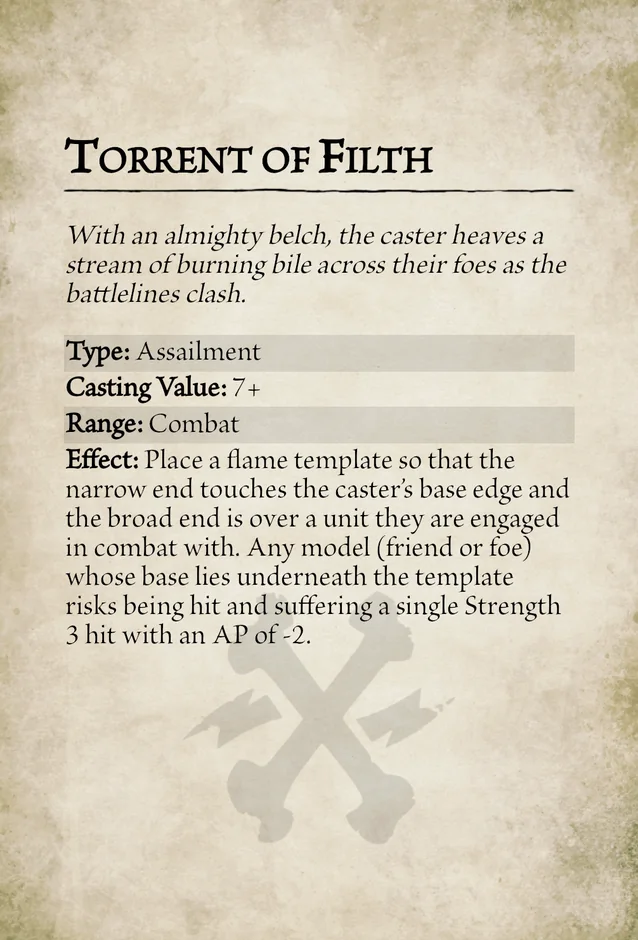 Torrent of Filth
With an almighty belch, the caster heaves a
stream of burning bile across their foes as the
battlelines clash.
Type: Assailment
Casting Value: 7+
Range: Combat
Effect: Place a flame template so that the
narrow end touches the caster’s base edge and
the broad end is over a unit they are engaged
in combat with. Any model (friend or foe)
whose base lies underneath the template
risks being hit and suffering a single Strength
3 hit with an AP of -2.